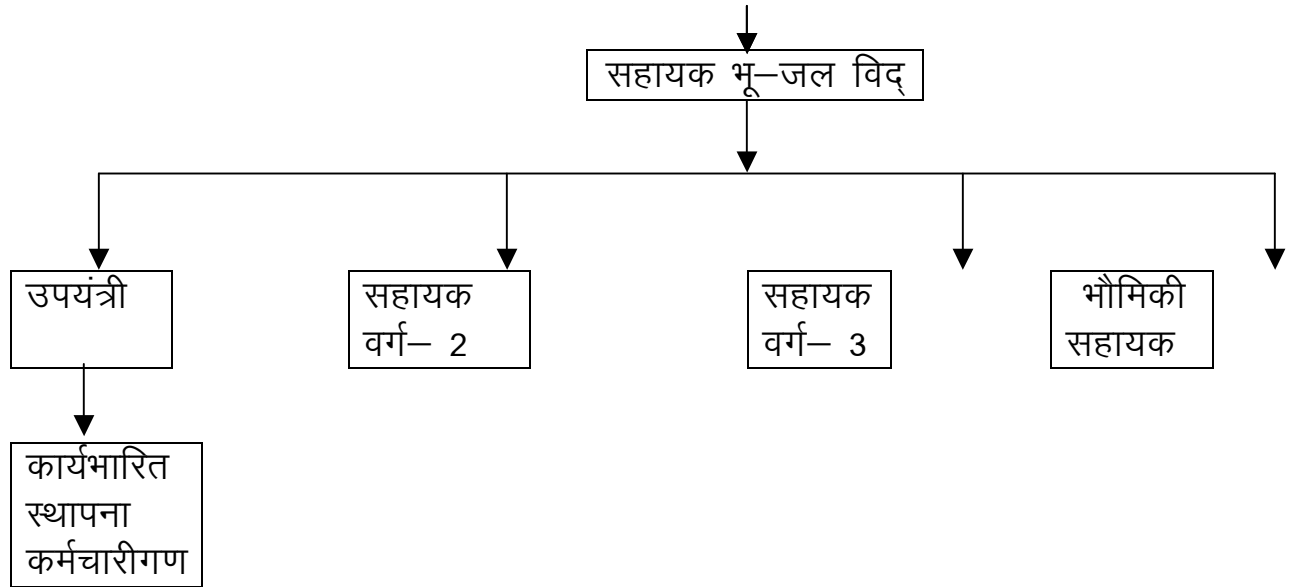 सहायक भू–जल विद्
उपयंत्री
सहायक
वर्ग– 2
सहायक
वर्ग– 3
भौमिकी
सहायक
कार्यभारित
स्थापना
कर्मचारीगण